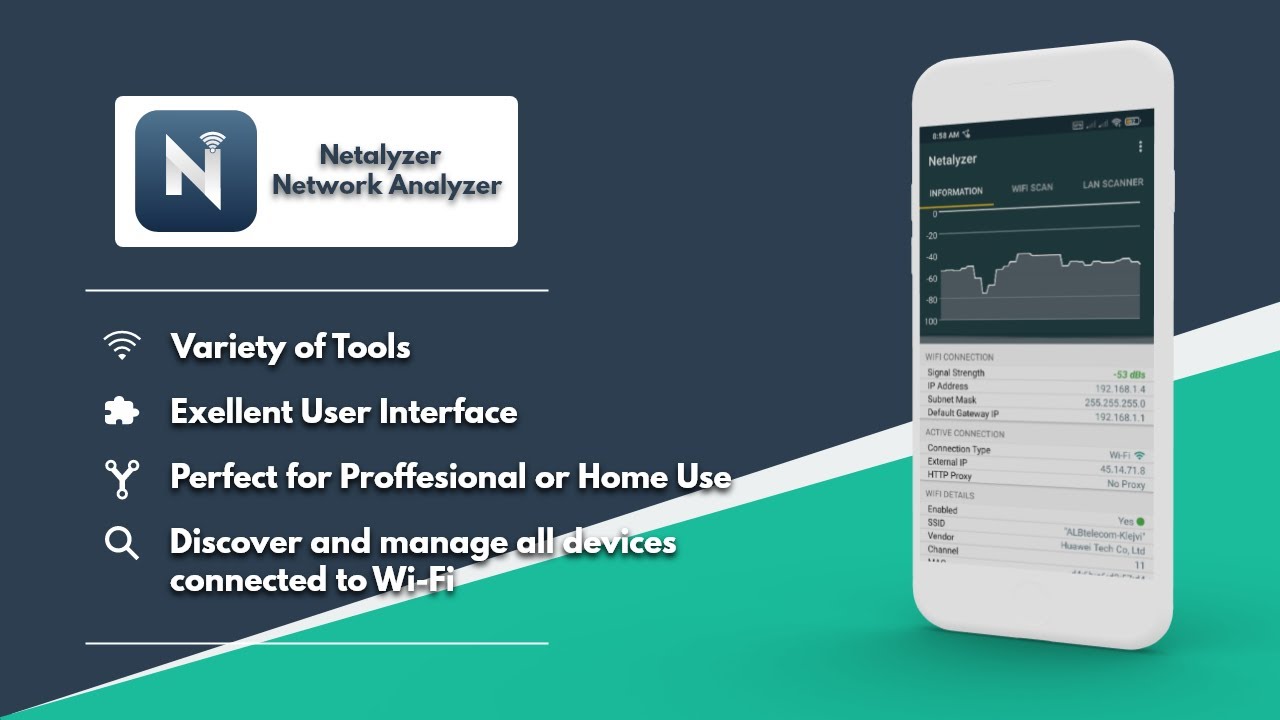 Netalyzer
Network Analyzer
Variety of Tools
Exellent User Interface
Perfect for Proffesional or Home Use
Discover and manage all devices
connected to Wi-Fi
8:58 AM
Netalyzer
INFORMATION WIFI SCAN LAN SCANNER
0
-20
-40
-60
-80
100
WIFI CONNECTION
Signal Strength -53 dBs
IP Address 192.168.1.4
Subnet Mask 255.255.255.0
Default Gateway IP 192.168.1.1
ACTIVE CONNECTION
Connection Type Wi-Fi
External IP 45.14.71.8
HTTP Proxy No Proxy
WIFI DETAILS
Enabled Yes
SSID "ALBtelecom-Klejvi"
Vendor Huawei Tech Co, Ltd
Channel 11